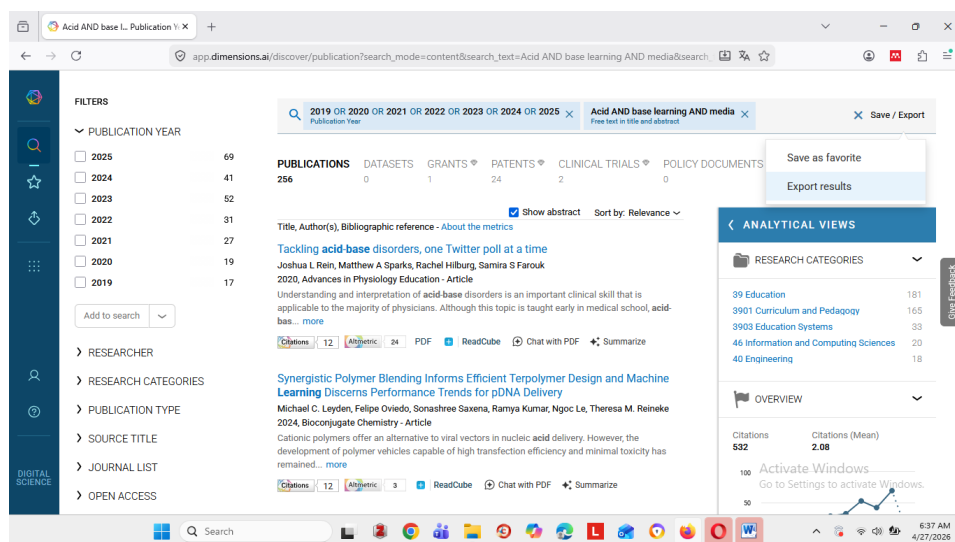 Acid AND base l... Publication Ye
app.dimensions.ai/discover/publication?search_mode=content&search_text=Acid AND base learning AND media&search_
FILTERS
PUBLICATION YEAR
2025 69
2024 41
2023 52
2022 31
2021 27
2020 19
2019 17
Add to search
RESEARCHER
RESEARCH CATEGORIES
PUBLICATION TYPE
SOURCE TITLE
JOURNAL LIST
OPEN ACCESS
DIGITAL
SCIENCE
2019 OR 2020 OR 2021 OR 2022 OR 2023 OR 2024 OR 2025
Publication Year
Acid AND base learning AND media
Free text in title and abstract
Save / Export
Save as favorite
Export results
PUBLICATIONS DATASETS GRANTS PATENTS CLINICAL TRIALS POLICY DOCUMENTS
256 0 1 24 2 0
Show abstract Sort by: Relevance
Title, Author(s), Bibliographic reference - About the metrics
Tackling acid-base disorders, one Twitter poll at a time
Joshua L Rein, Matthew A Sparks, Rachel Hilburg, Samira S Farouk
2020, Advances in Physiology Education - Article
Understanding and interpretation of acid-base disorders is an important clinical skill that is
applicable to the majority of physicians. Although this topic is taught early in medical school, acid-
bas... more
Citations 12 Altmetric 24 PDF ReadCube Chat with PDF Summarize
Synergistic Polymer Blending Informs Efficient Terpolymer Design and Machine
Learning Discerns Performance Trends for pDNA Delivery
Michael C. Leyden, Felipe Oviedo, Sonashree Saxena, Ramya Kumar, Ngoc Le, Theresa M. Reineke
2024, Bioconjugate Chemistry - Article
Cationic polymers offer an alternative to viral vectors in nucleic acid delivery. However, the
development of polymer vehicles capable of high transfection efficiency and minimal toxicity has
remained... more
Citations 12 Altmetric 3 ReadCube Chat with PDF Summarize
ANALYTICAL VIEWS
RESEARCH CATEGORIES
39 Education 181
3901 Curriculum and Pedagogy 165
3903 Education Systems 33
46 Information and Computing Sciences 20
40 Engineering 18
OVERVIEW
Citations Citations (Mean)
532 2.08
100
50
Activate Windows
Go to Settings to activate Windows.
Give Feedback
Search
6:37 AM
4/27/2026